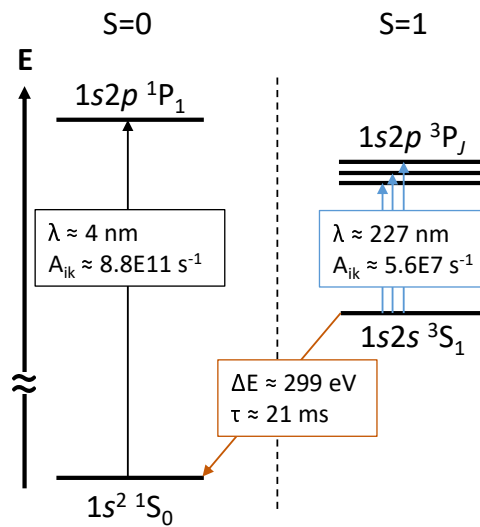 S=0
S=1
E
1s2p ¹P₁
1s2p ³P_J
λ ≈ 4 nm
A_ik ≈ 8.8E11 s⁻¹
λ ≈ 227 nm
A_ik ≈ 5.6E7 s⁻¹
1s2s ³S₁
ΔE ≈ 299 eV
τ ≈ 21 ms
1s² ¹S₀